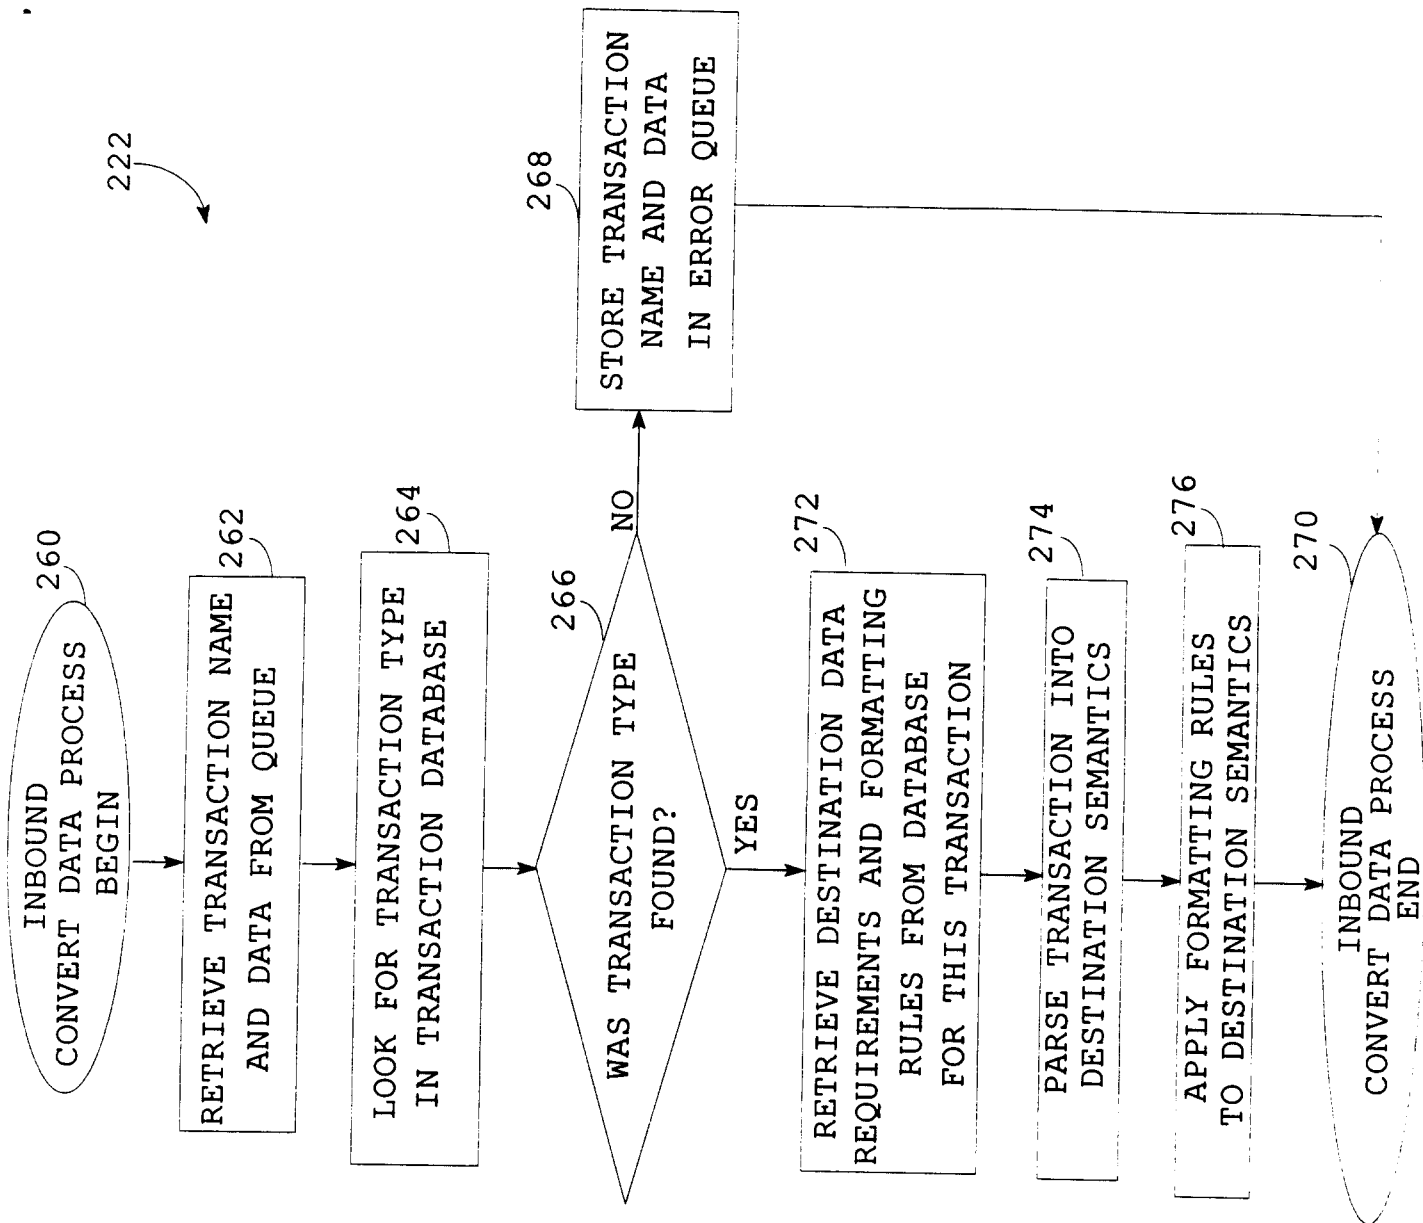 222
INBOUND
CONVERT DATA PROCESS
BEGIN
260
RETRIEVE TRANSACTION NAME
AND DATA FROM QUEUE
262
LOOK FOR TRANSACTION TYPE
IN TRANSACTION DATABASE
264
WAS TRANSACTION TYPE
FOUND?
266
NO
STORE TRANSACTION
NAME AND DATA
IN ERROR QUEUE
268
YES
RETRIEVE DESTINATION DATA
REQUIREMENTS AND FORMATTING
RULES FROM DATABASE
FOR THIS TRANSACTION
272
PARSE TRANSACTION INTO
DESTINATION SEMANTICS
274
APPLY FORMATTING RULES
TO DESTINATION SEMANTICS
276
INBOUND
CONVERT DATA PROCESS
END
270